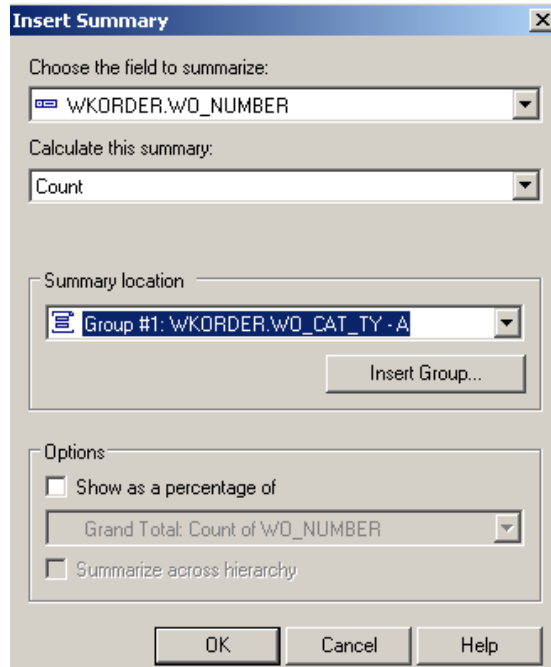 Insert Summary
Choose the field to summarize:
WKORDER.WO_NUMBER
Calculate this summary:
Count
Summary location
Group #1: WKORDER.WO_CAT_TY - A
Insert Group...
Options
Show as a percentage of
Grand Total: Count of WO_NUMBER
Summarize across hierarchy
OK Cancel Help